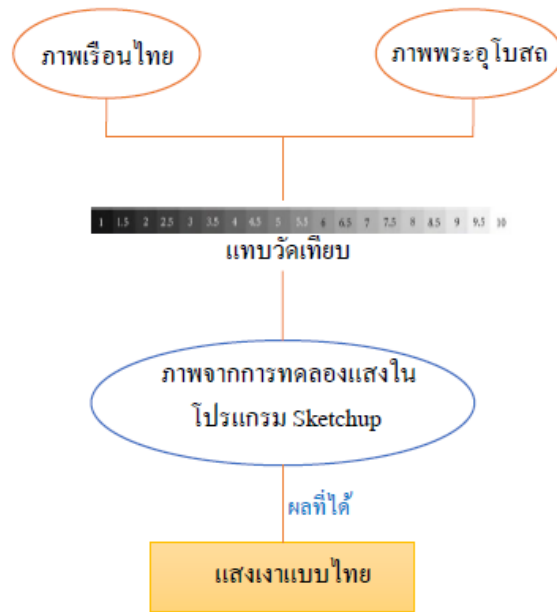 ภาพเรือนไทย
ภาพพระอุโบสถ
1 1.5 2 2.5 3 3.5 4 4.5 5 5.5 6 6.5 7 7.5 8 8.5 9 9.5 10
แทบวัดเทียบ
ภาพจากการทดลองแสงใน
โปรแกรม Sketchup
ผลที่ได้
แสงเงาแบบไทย